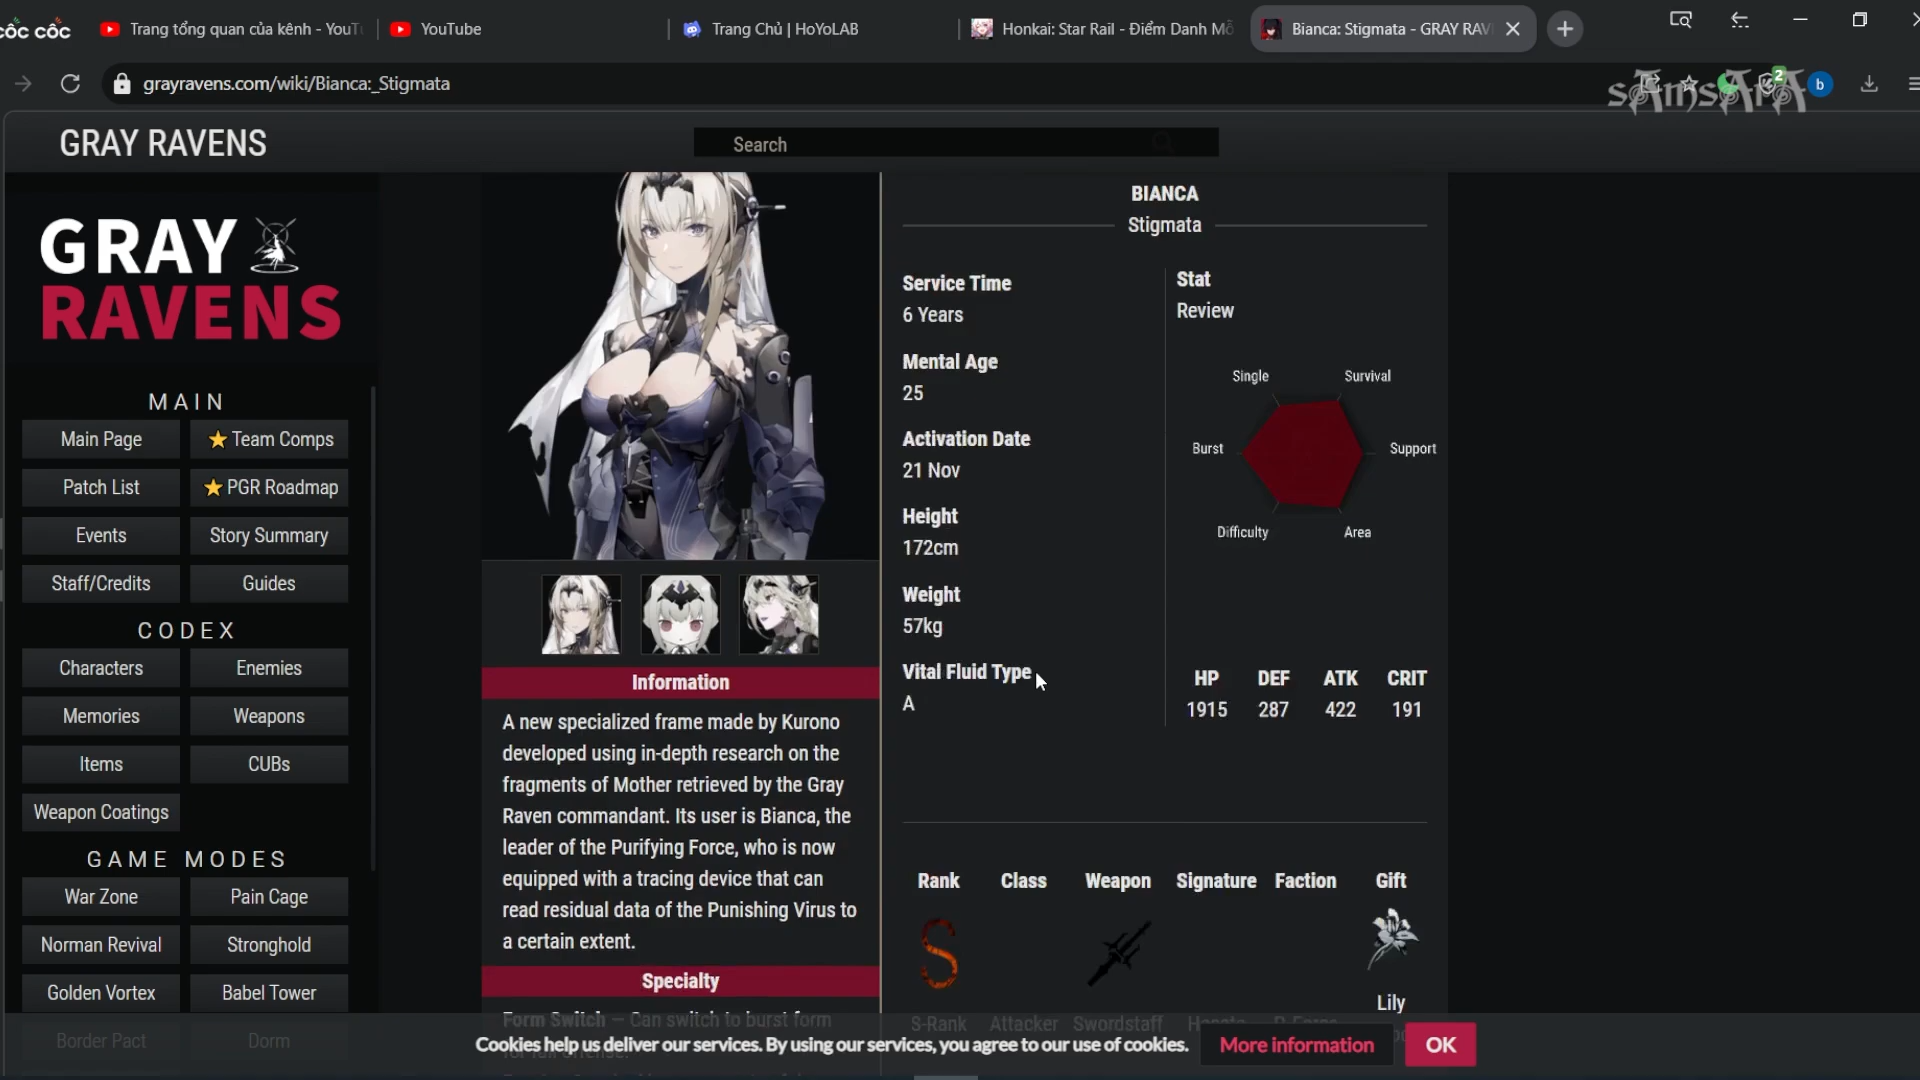 cốc cốc
Trang tổng quan của kênh - YouT
YouTube
Trang Chủ | HoYoLAB
Honkai: Star Rail - Điểm Danh Mỗ
Bianca: Stigmata - GRAY RAV
grayravens.com/wiki/Bianca:_Stigmata
2
b
sAmsArA
GRAY RAVENS
Search
GRAY
RAVENS
MAIN
Main Page
Team Comps
Patch List
PGR Roadmap
Events
Story Summary
Staff/Credits
Guides
CODEX
Characters
Enemies
Memories
Weapons
Items
CUBs
Weapon Coatings
GAME MODES
War Zone
Pain Cage
Norman Revival
Stronghold
Golden Vortex
Babel Tower
Border Pact
Dorm
Information
A new specialized frame made by Kurono
developed using in-depth research on the
fragments of Mother retrieved by the Gray
Raven commandant. Its user is Bianca, the
leader of the Purifying Force, who is now
equipped with a tracing device that can
read residual data of the Punishing Virus to
a certain extent.
Specialty
Form Switch — Can switch to burst form
BIANCA
Stigmata
Service Time
6 Years
Mental Age
25
Activation Date
21 Nov
Height
172cm
Weight
57kg
Vital Fluid Type
A
Stat
Review
Single
Survival
Burst
Support
Difficulty
Area
HP DEF ATK CRIT
1915 287 422 191
Rank Class Weapon Signature Faction Gift
S
Lily
S-Rank Attacker Swordstaff
Cookies help us deliver our services. By using our services, you agree to our use of cookies.
More information
OK